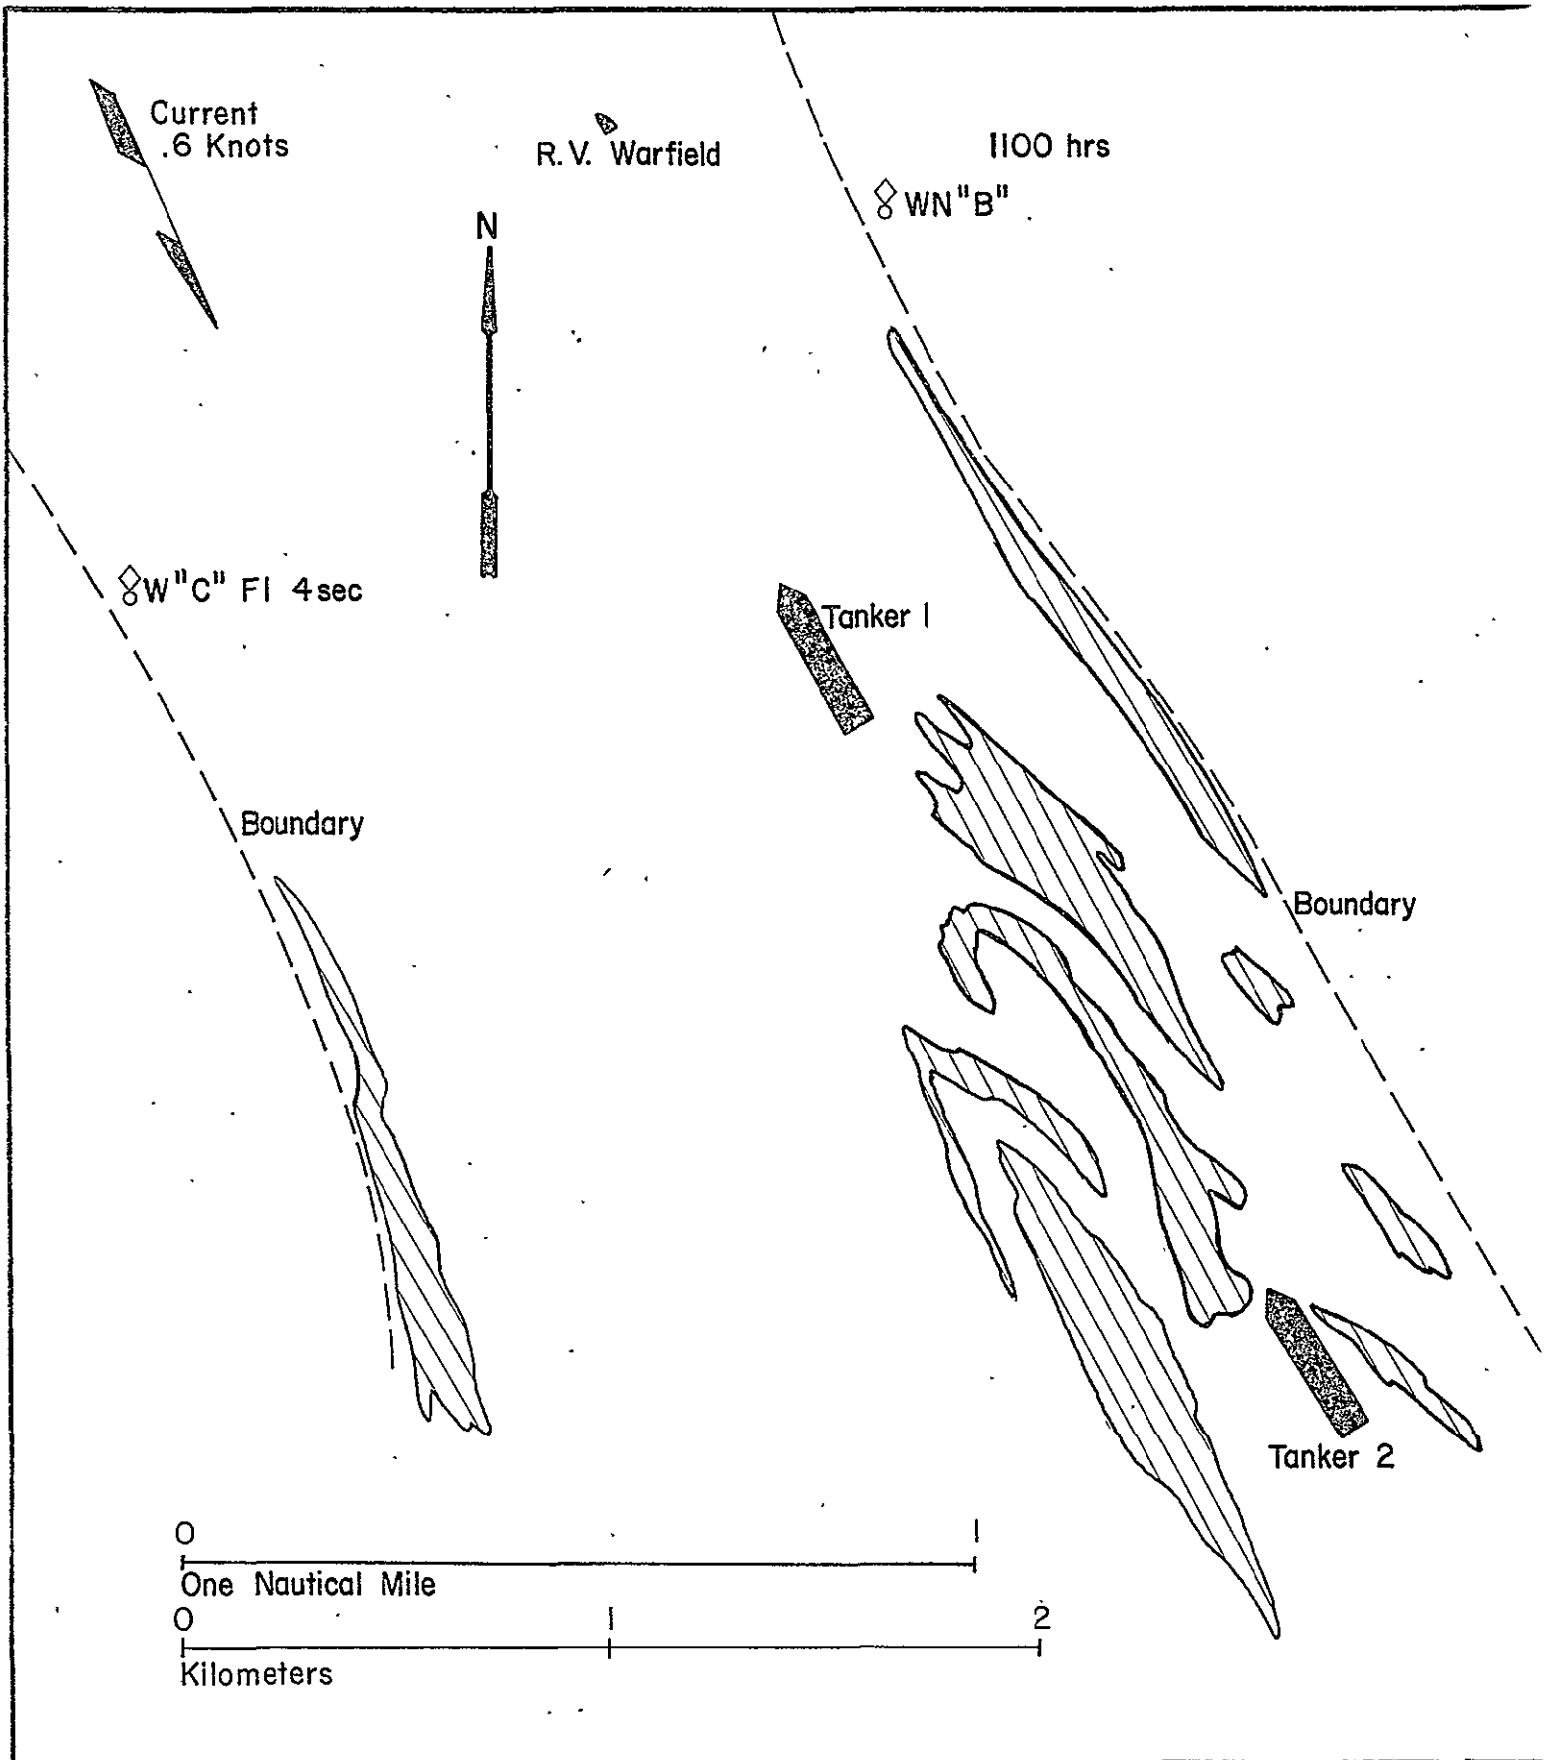 Current
.6 Knots
R.V. Warfield
1100 hrs
WN"B"
N
W"C" Fl 4sec
Tanker 1
Boundary
Boundary
Tanker 2
0 1
One Nautical Mile
0 1 2
Kilometers